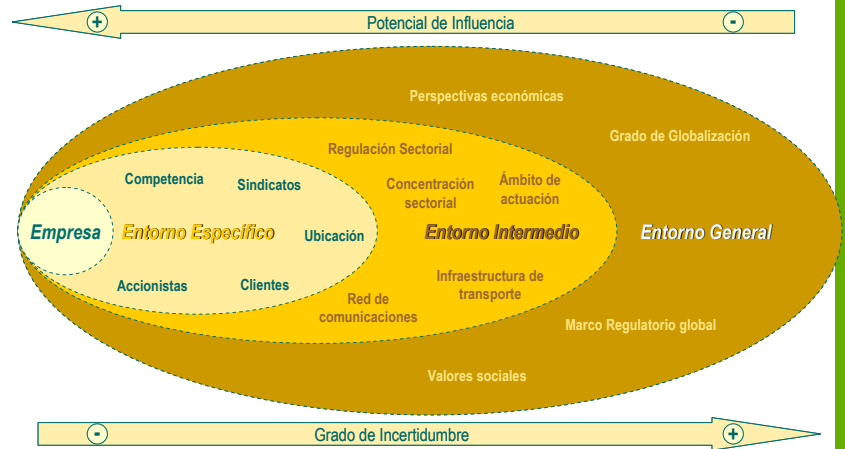 + Potencial de Influencia -
Perspectivas económicas
Grado de Globalización
Regulación Sectorial
Competencia
Sindicatos
Concentración
sectorial
Ámbito de
actuación
Empresa
Entorno Específico
Ubicación
Entorno Intermedio
Entorno General
Accionistas
Clientes
Infraestructura de
transporte
Red de
comunicaciones
Marco Regulatorio global
Valores sociales
- Grado de Incertidumbre +